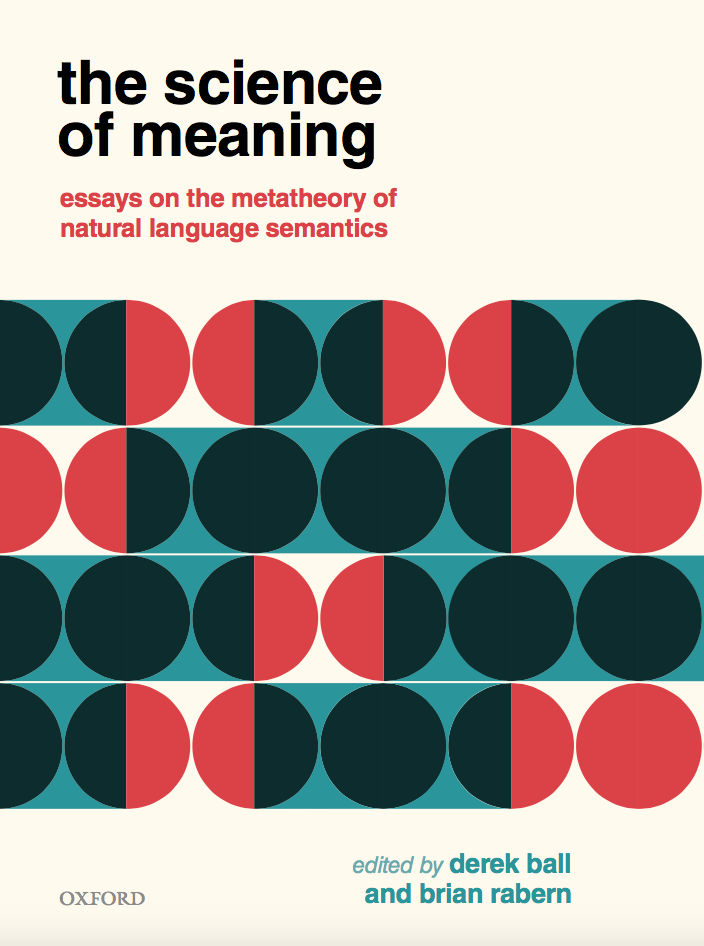 the science
of meaning
essays on the metatheory of
natural language semantics
edited by derek ball
and brian rabern
OXFORD